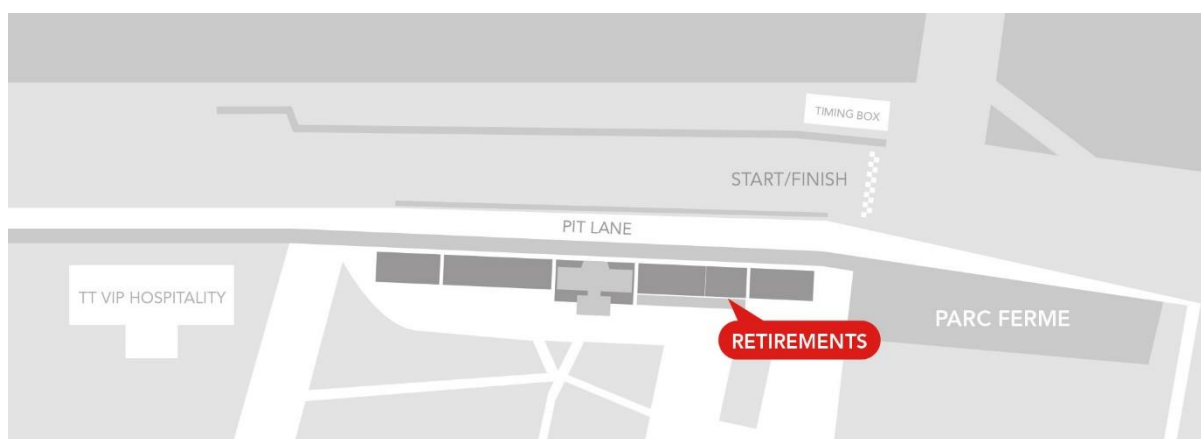 TIMING BOX
START/FINISH
PIT LANE
TT VIP HOSPITALITY
PARC FERME
RETIREMENTS